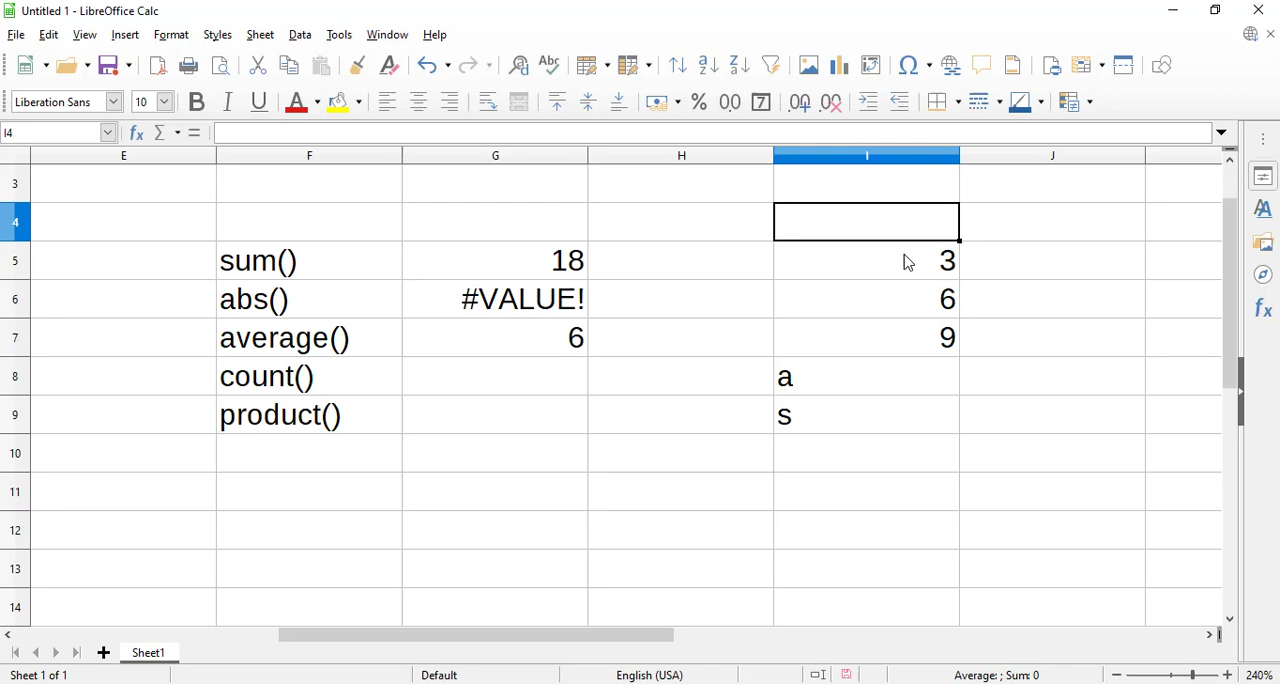 Untitled 1 - LibreOffice Calc
File Edit View Insert Format Styles Sheet Data Tools Window Help
Liberation Sans 10
I4
E F G H I J
3
4
5 sum() 18 3
6 abs() #VALUE! 6
7 average() 6 9
8 count() a
9 product() s
10
11
12
13
14
Sheet1
Sheet 1 of 1 Default English (USA) Average: ; Sum: 0 240%